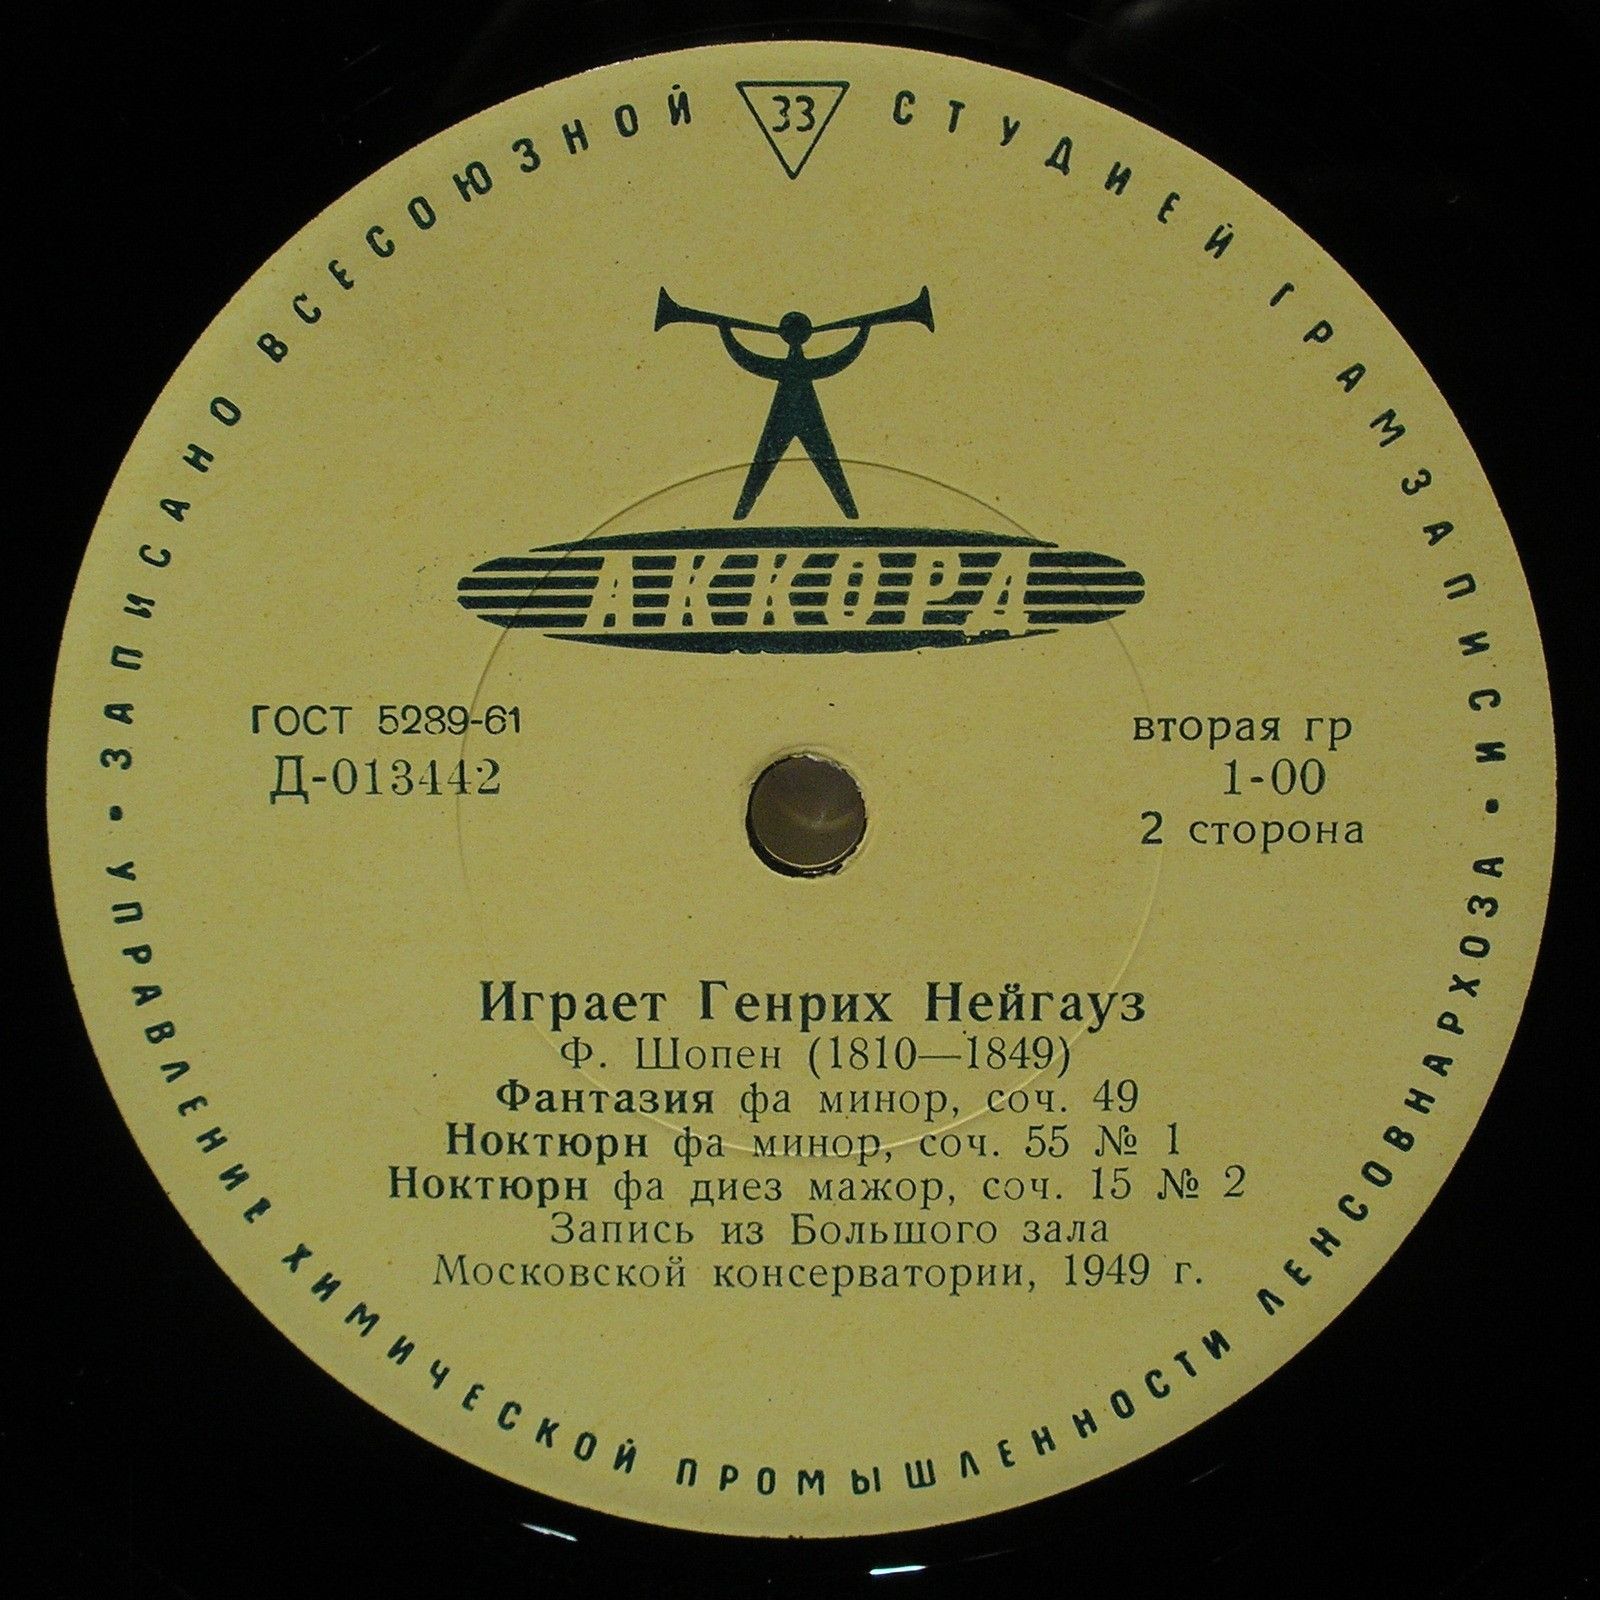 ЗАПИСАНО ВСЕСОЮЗНОЙ СТУДИЕЙ ГРАМЗАПИСИ
33
АККОРД
ГОСТ 5289-61
Д-013442
вторая гр
1-00
2 сторона
Играет Генрих Нейгауз
Ф. Шопен (1810—1849)
Фантазия фа минор, соч. 49
Ноктюрн фа минор, соч. 55 № 1
Ноктюрн фа диез мажор, соч. 15 № 2
Запись из Большого зала
Московской консерватории, 1949 г.
• УПРАВЛЕНИЕ ХИМИЧЕСКОЙ ПРОМЫШЛЕННОСТИ ЛЕНСОВНАРХОЗА •